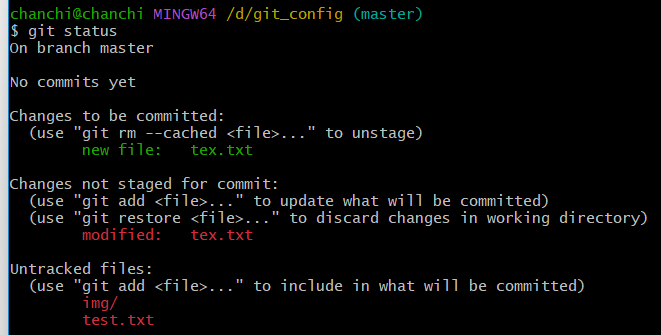 chanchi@chanchi MINGW64 /d/git_config (master)
$ git status
On branch master
No commits yet
Changes to be committed:
(use "git rm --cached <file>..." to unstage)
new file:   tex.txt
Changes not staged for commit:
(use "git add <file>..." to update what will be committed)
(use "git restore <file>..." to discard changes in working directory)
modified:   tex.txt
Untracked files:
(use "git add <file>..." to include in what will be committed)
img/
test.txt